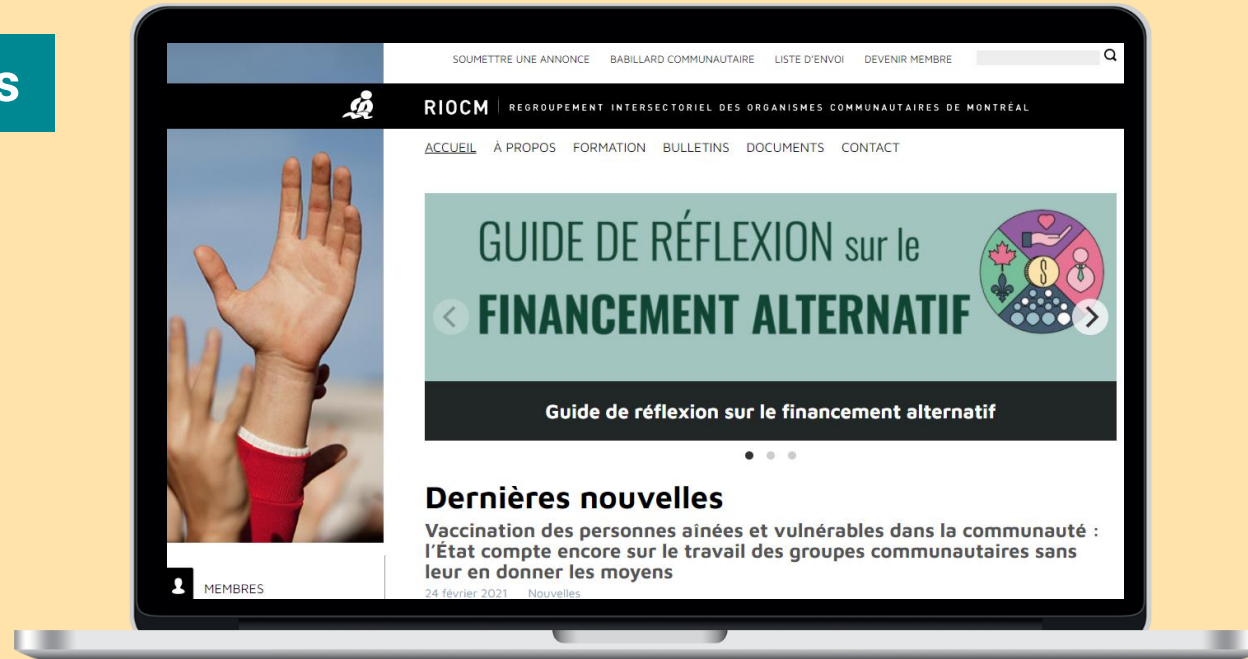 s
SOUMETTRE UNE ANNONCE BABILLARD COMMUNAUTAIRE LISTE D'ENVOI DEVENIR MEMBRE
RIOCM REGROUPEMENT INTERSECTORIEL DES ORGANISMES COMMUNAUTAIRES DE MONTRÉAL
ACCUEIL À PROPOS FORMATION BULLETINS DOCUMENTS CONTACT
GUIDE DE RÉFLEXION sur le
FINANCEMENT ALTERNATIF
$
Guide de réflexion sur le financement alternatif
Dernières nouvelles
Vaccination des personnes aînées et vulnérables dans la communauté :
l'État compte encore sur le travail des groupes communautaires sans
leur en donner les moyens
24 février 2021 Nouvelles
MEMBRES